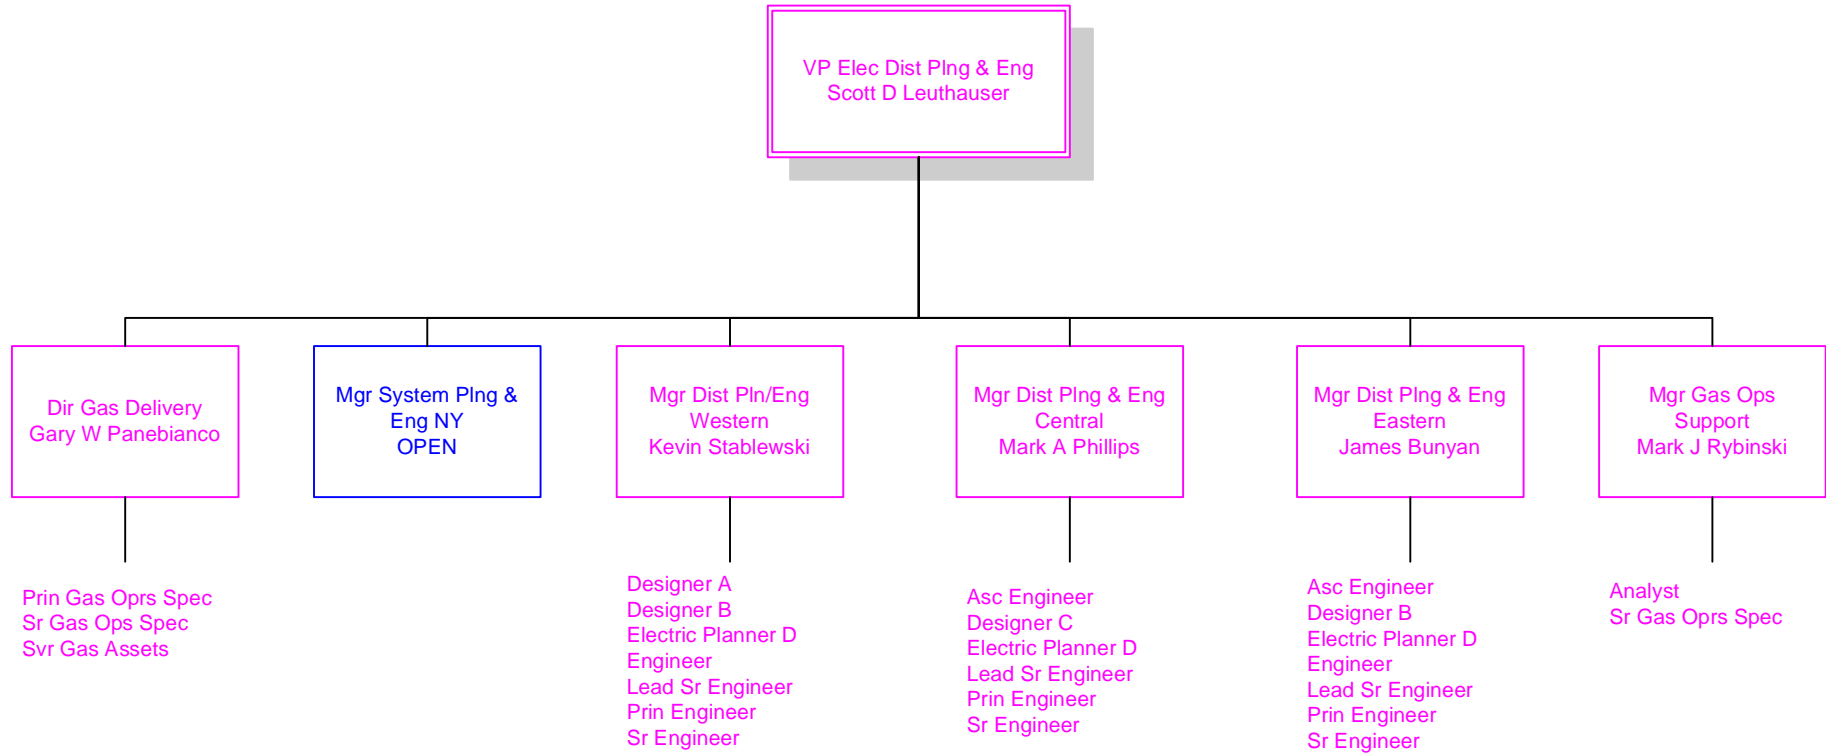 VP Elec Dist Plng & Eng
Scott D Leuthauser
Dir Gas Delivery
Gary W Panebianco
Mgr System Plng &
Eng NY
OPEN
Mgr Dist Pln/Eng
Western
Kevin Stablewski
Mgr Dist Plng & Eng
Central
Mark A Phillips
Mgr Dist Plng & Eng
Eastern
James Bunyan
Mgr Gas Ops
Support
Mark J Rybinski
Prin Gas Oprs Spec
Sr Gas Ops Spec
Svr Gas Assets
Designer A
Designer B
Electric Planner D
Engineer
Lead Sr Engineer
Prin Engineer
Sr Engineer
Asc Engineer
Designer C
Electric Planner D
Lead Sr Engineer
Prin Engineer
Sr Engineer
Asc Engineer
Designer B
Electric Planner D
Engineer
Lead Sr Engineer
Prin Engineer
Sr Engineer
Analyst
Sr Gas Oprs Spec